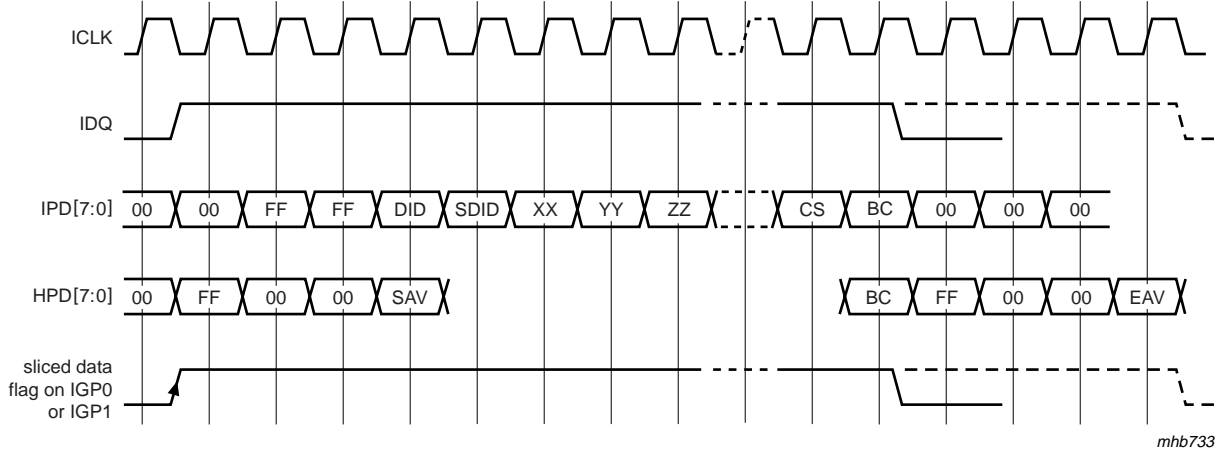 ICLK
IDQ
IPD[7:0] 00 00 FF FF DID SDID XX YY ZZ CS BC 00 00 00
HPD[7:0] 00 FF 00 00 SAV BC FF 00 00 EAV
sliced data
flag on IGP0
or IGP1
mhb733